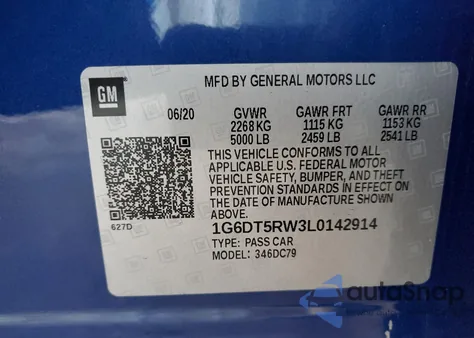 MFD BY GENERAL MOTORS LLC
GM
06/20 GVWR GAWR FRT GAWR RR
2268 KG 1115 KG 1153 KG
5000 LB 2459 LB 2541 LB
THIS VEHICLE CONFORMS TO ALL
APPLICABLE U.S. FEDERAL MOTOR
VEHICLE SAFETY, BUMPER, AND THEFT
PREVENTION STANDARDS IN EFFECT ON
THE DATE OF MANUFACTURE SHOWN
ABOVE.
627D 1G6DT5RW3L0142914
TYPE: PASS CAR
MODEL: 346DC79
autoShop